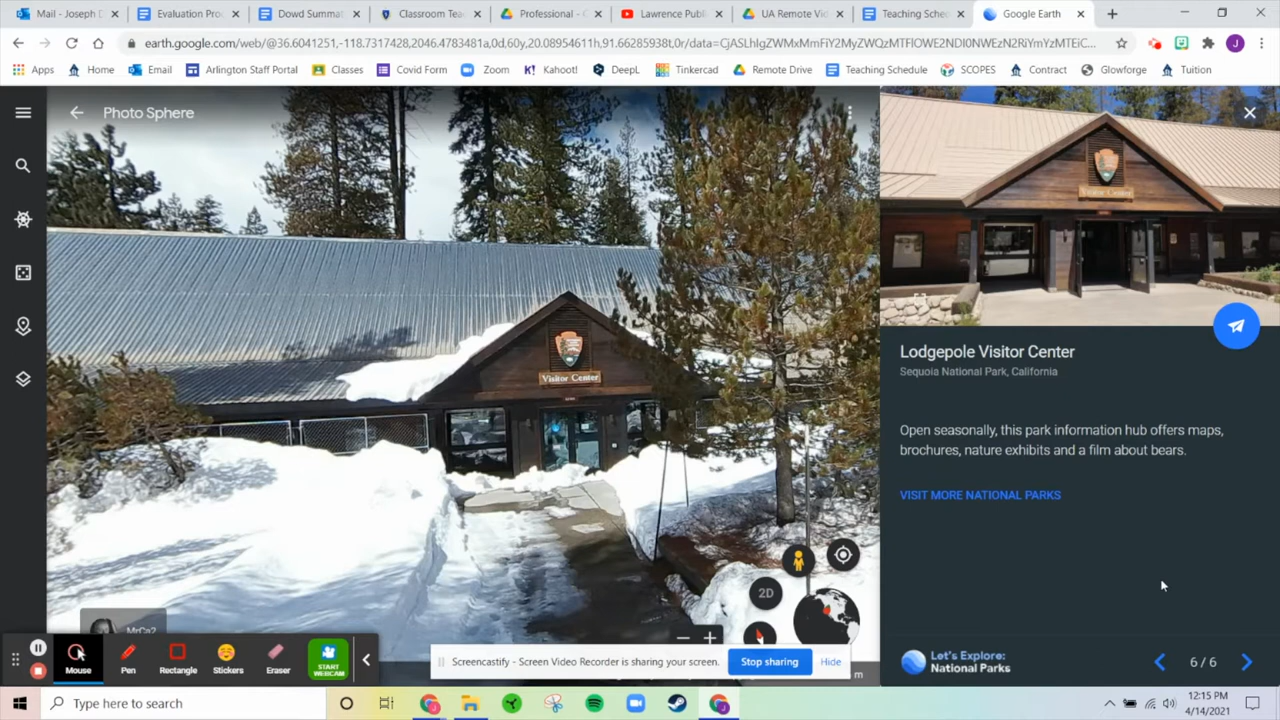 Mail - Joseph D
Evaluation Pro
Dowd Summat
Classroom Tea
Professional - C
Lawrence Publi
UA Remote Vid
Teaching Sche
Google Earth
earth.google.com/web/@36.6041251,-118.7317428,2046.4783481a,0d,60y,208.0954611h,91.66285938t,0r/data=CjASLhIgZWMxMmFiY2MyZWQzMTFlOWE2NDI0NWEzN2RiYmYzMTEiC...
Apps
Home
Email
Arlington Staff Portal
Classes
Covid Form
Zoom
Kahoot!
DeepL
Tinkercad
Remote Drive
Teaching Schedule
SCOPES
Contract
Glowforge
Tuition
Photo Sphere
Visitor Center
Visitor Center
Lodgepole Visitor Center
Sequoia National Park, California
Open seasonally, this park information hub offers maps,
brochures, nature exhibits and a film about bears.
VISIT MORE NATIONAL PARKS
2D
MrCa2
Mouse
Pen
Rectangle
Stickers
Eraser
START
WEBCAM
Screencastify - Screen Video Recorder is sharing your screen.
Stop sharing
Hide
m
Let's Explore:
National Parks
6 / 6
Type here to search
12:15 PM
4/14/2021